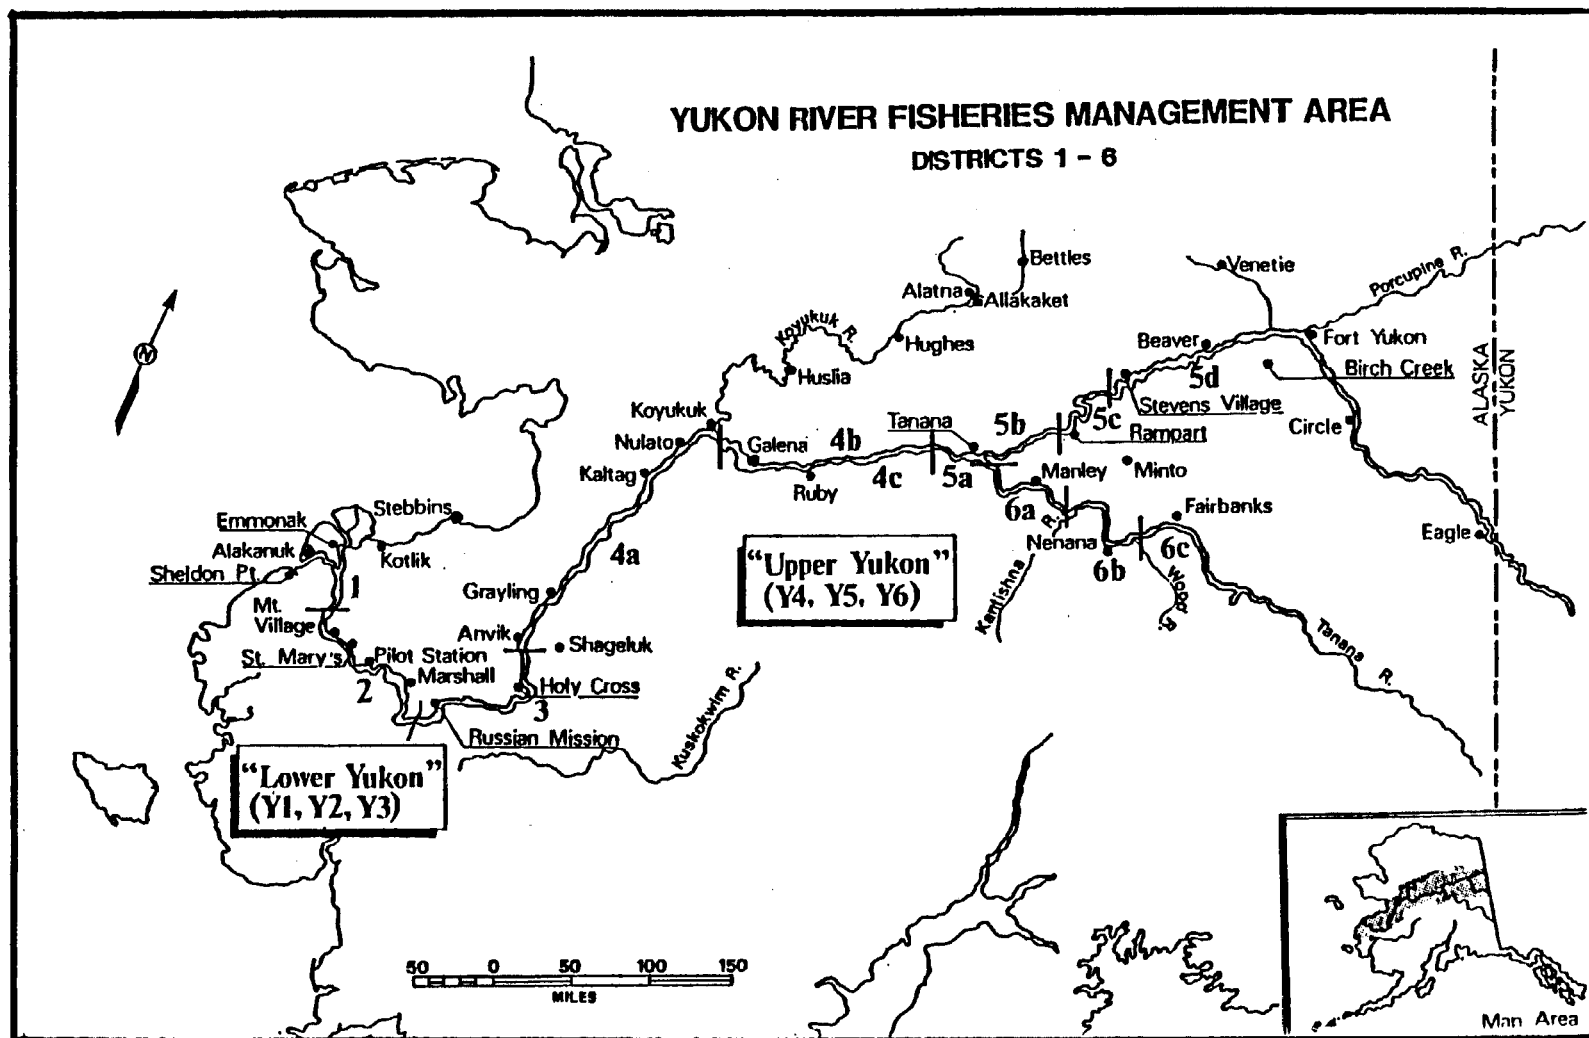 YUKON RIVER FISHERIES MANAGEMENT AREA
DISTRICTS 1 - 6
N
Bettles
Alatna
Allakaket
Koyukuk R.
Hughes
Huslia
Venetie
Porcupine R.
Beaver
Fort Yukon
5d
Birch Creek
ALASKA
YUKON
5c
Stevens Village
Koyukuk
Tanana
5b
Rampart
Circle
Nulato
Galena
4b
Kaltag
Ruby
4c
5a
Manley
Minto
Stebbins
Emmonak
Alakanuk
Kotlik
Sheldon Pt.
6a
R.
Fairbanks
Nenana
6c
Eagle
4a
6b
"Upper Yukon"
(Y4, Y5, Y6)
Kantishna
Wood R.
1
Grayling
Mt.
Village
Anvik
Shageluk
Tanana R.
St. Mary's
Pilot Station
Marshall
2
Holy Cross
3
Kuskokwim R.
Russian Mission
"Lower Yukon"
(Y1, Y2, Y3)
50 0 50 100 150
MILES
Man Area